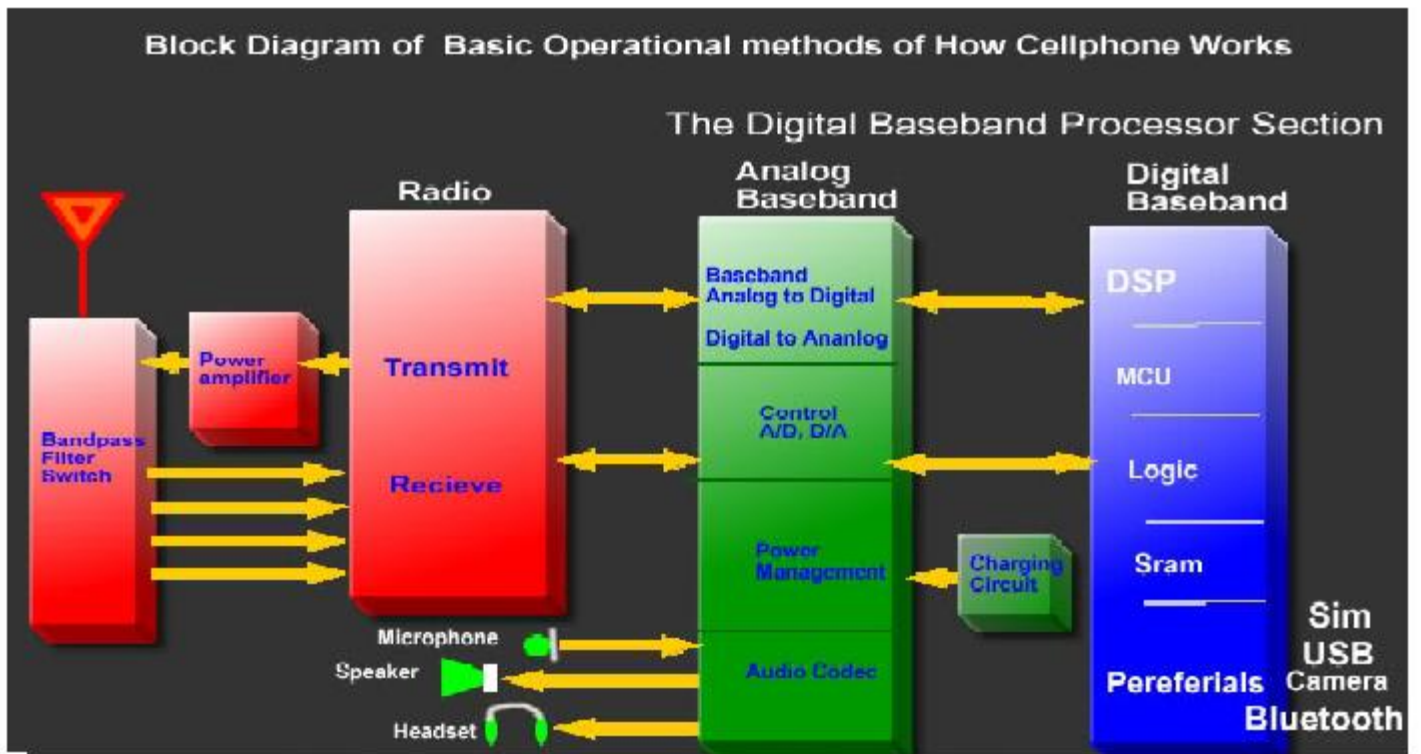 Block Diagram of Basic Operational methods of How Cellphone Works
The Digital Baseband Processor Section
Radio
Analog
Baseband
Digital
Baseband
Bandpass
Filter
Switch
Power
amplifier
Transmit
Recieve
Baseband
Analog to Digital
Digital to Ananlog
Control
A/D, D/A
Power
Management
Audio Codec
Charging
Circuit
DSP
MCU
Logic
Sram
Pereferials
Sim
USB
Camera
Bluetooth
Microphone
Speaker
Headset